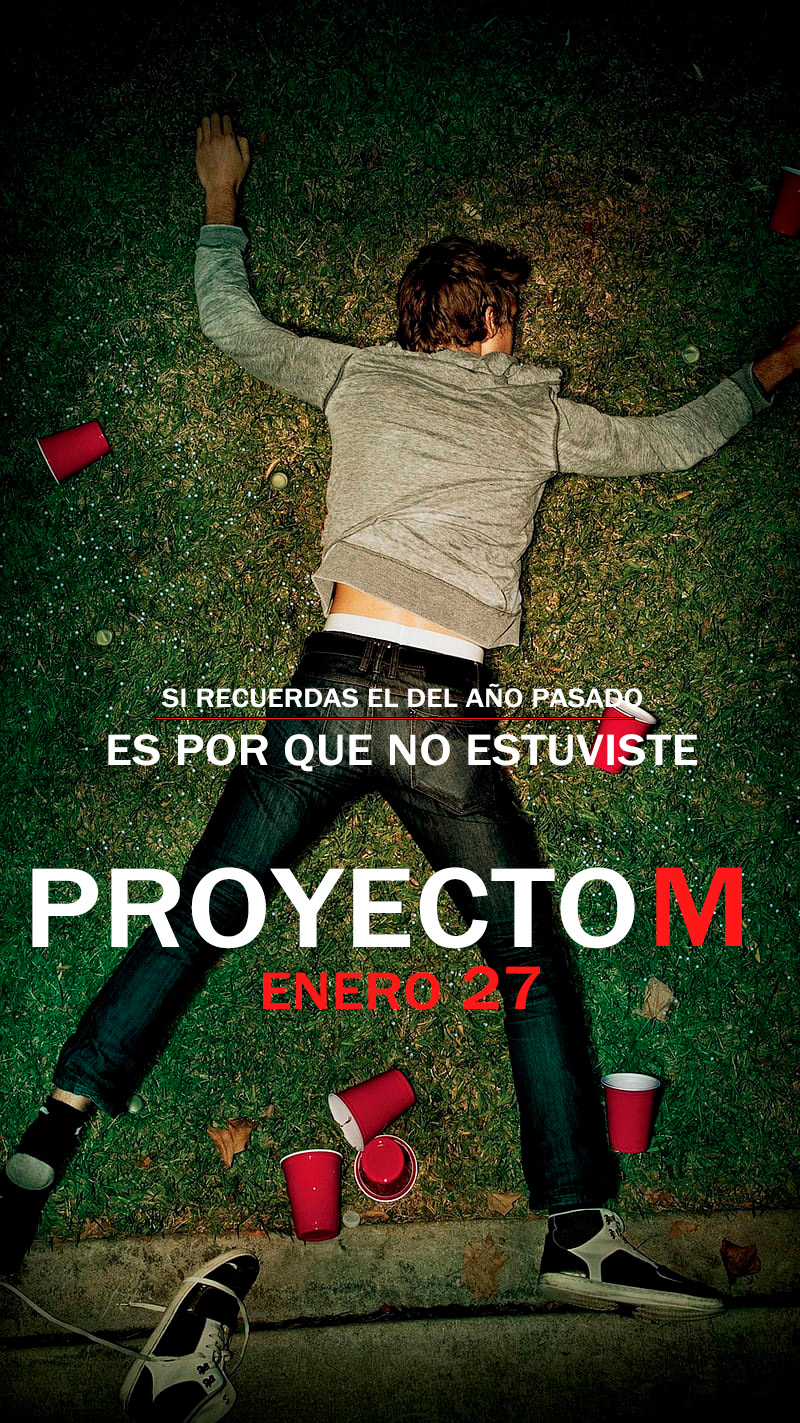 SI RECUERDAS EL DEL AÑO PASADO
ES POR QUE NO ESTUVISTE
PROYECTO M
ENERO 27